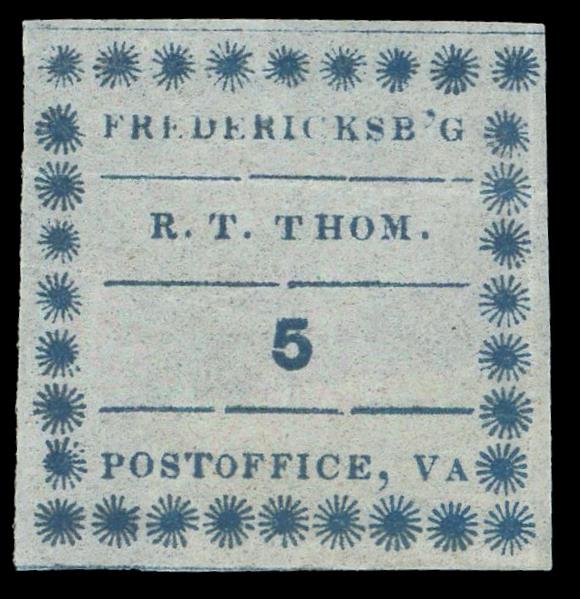 FREDERICKSB'G
R. T. THOM.
5
POSTOFFICE, VA